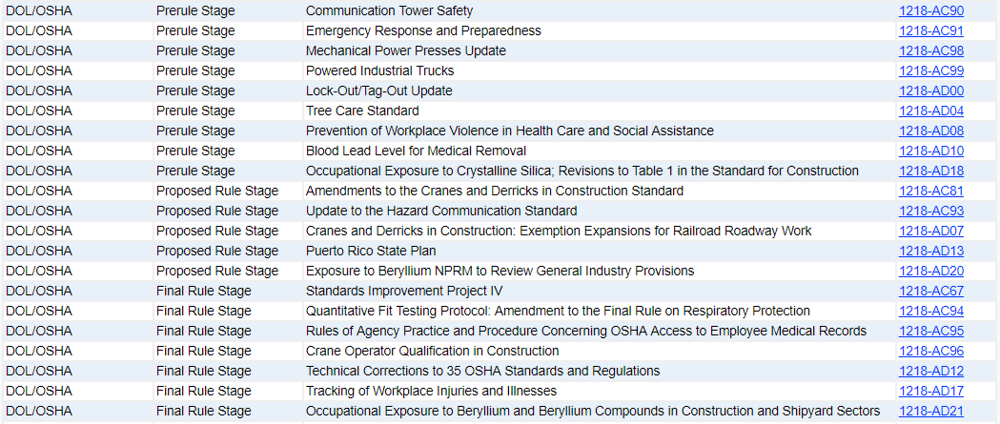 DOL/OSHA Prerule Stage Communication Tower Safety 1218-AC90
DOL/OSHA Prerule Stage Emergency Response and Preparedness 1218-AC91
DOL/OSHA Prerule Stage Mechanical Power Presses Update 1218-AC98
DOL/OSHA Prerule Stage Powered Industrial Trucks 1218-AC99
DOL/OSHA Prerule Stage Lock-Out/Tag-Out Update 1218-AD00
DOL/OSHA Prerule Stage Tree Care Standard 1218-AD04
DOL/OSHA Prerule Stage Prevention of Workplace Violence in Health Care and Social Assistance 1218-AD08
DOL/OSHA Prerule Stage Blood Lead Level for Medical Removal 1218-AD10
DOL/OSHA Prerule Stage Occupational Exposure to Crystalline Silica; Revisions to Table 1 in the Standard for Construction 1218-AD18
DOL/OSHA Proposed Rule Stage Amendments to the Cranes and Derricks in Construction Standard 1218-AC81
DOL/OSHA Proposed Rule Stage Update to the Hazard Communication Standard 1218-AC93
DOL/OSHA Proposed Rule Stage Cranes and Derricks in Construction: Exemption Expansions for Railroad Roadway Work 1218-AD07
DOL/OSHA Proposed Rule Stage Puerto Rico State Plan 1218-AD13
DOL/OSHA Proposed Rule Stage Exposure to Beryllium NPRM to Review General Industry Provisions 1218-AD20
DOL/OSHA Final Rule Stage Standards Improvement Project IV 1218-AC67
DOL/OSHA Final Rule Stage Quantitative Fit Testing Protocol: Amendment to the Final Rule on Respiratory Protection 1218-AC94
DOL/OSHA Final Rule Stage Rules of Agency Practice and Procedure Concerning OSHA Access to Employee Medical Records 1218-AC95
DOL/OSHA Final Rule Stage Crane Operator Qualification in Construction 1218-AC96
DOL/OSHA Final Rule Stage Technical Corrections to 35 OSHA Standards and Regulations 1218-AD12
DOL/OSHA Final Rule Stage Tracking of Workplace Injuries and Illnesses 1218-AD17
DOL/OSHA Final Rule Stage Occupational Exposure to Beryllium and Beryllium Compounds in Construction and Shipyard Sectors 1218-AD21